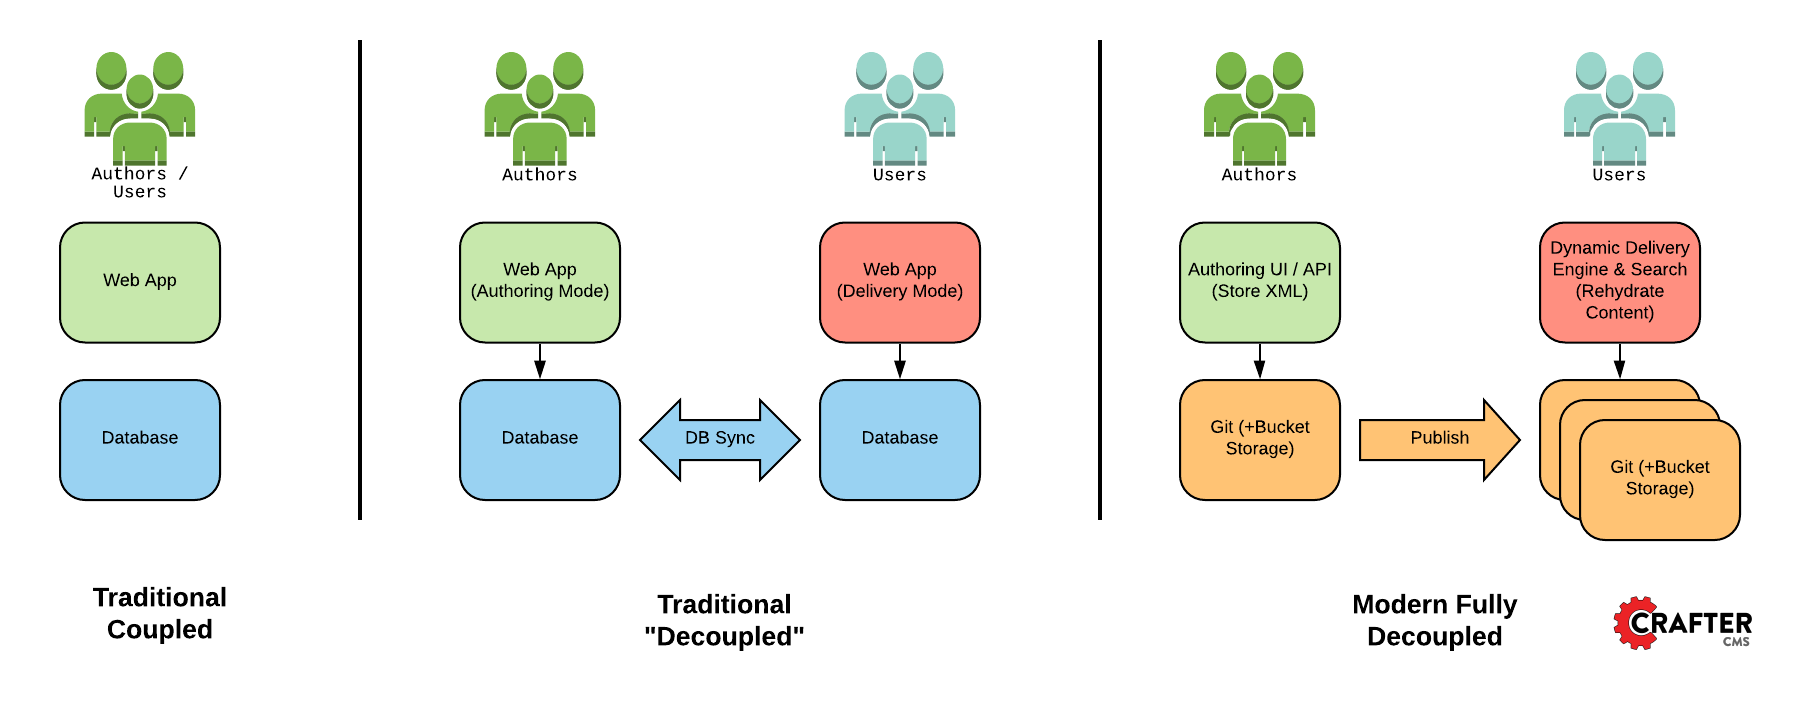 Authors /
Users
Web App
Database
Traditional
Coupled
Authors
Users
Web App
(Authoring Mode)
Web App
(Delivery Mode)
Database
DB Sync
Database
Traditional
"Decoupled"
Authors
Users
Authoring UI / API
(Store XML)
Dynamic Delivery
Engine & Search
(Rehydrate
Content)
Git (+Bucket
Storage)
Publish
Git (+Bucket
Storage)
Modern Fully
Decoupled
CRAFTER
CMS